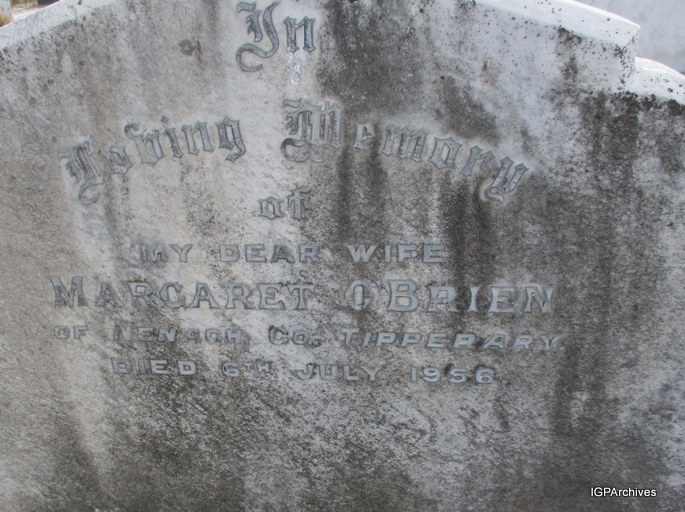 In
Loving Memory
of
MY DEAR WIFE
MARGARET O'BRIEN
OF NENAGH, CO. TIPPERARY
DIED 6TH JULY 1956
IGPArchives